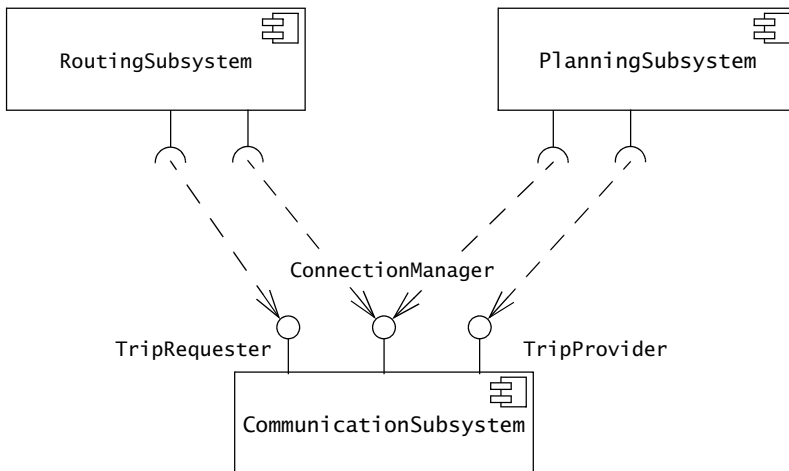 RoutingSubsystem
PlanningSubsystem
ConnectionManager
TripRequester
TripProvider
CommunicationSubsystem